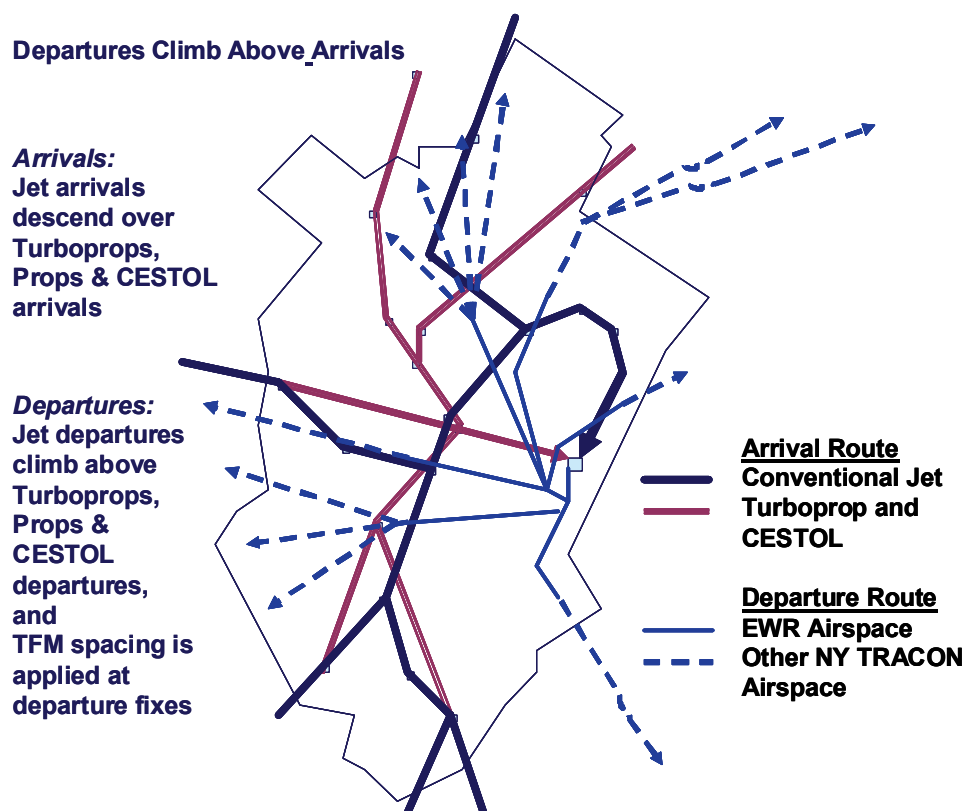 Departures Climb Above Arrivals
Arrivals:
Jet arrivals
descend over
Turboprops,
Props & CESTOL
arrivals
Departures:
Jet departures
climb above
Turboprops,
Props &
CESTOL
departures,
and
TFM spacing is
applied at
departure fixes
Arrival Route
Conventional Jet
Turboprop and
CESTOL
Departure Route
EWR Airspace
Other NY TRACON
Airspace